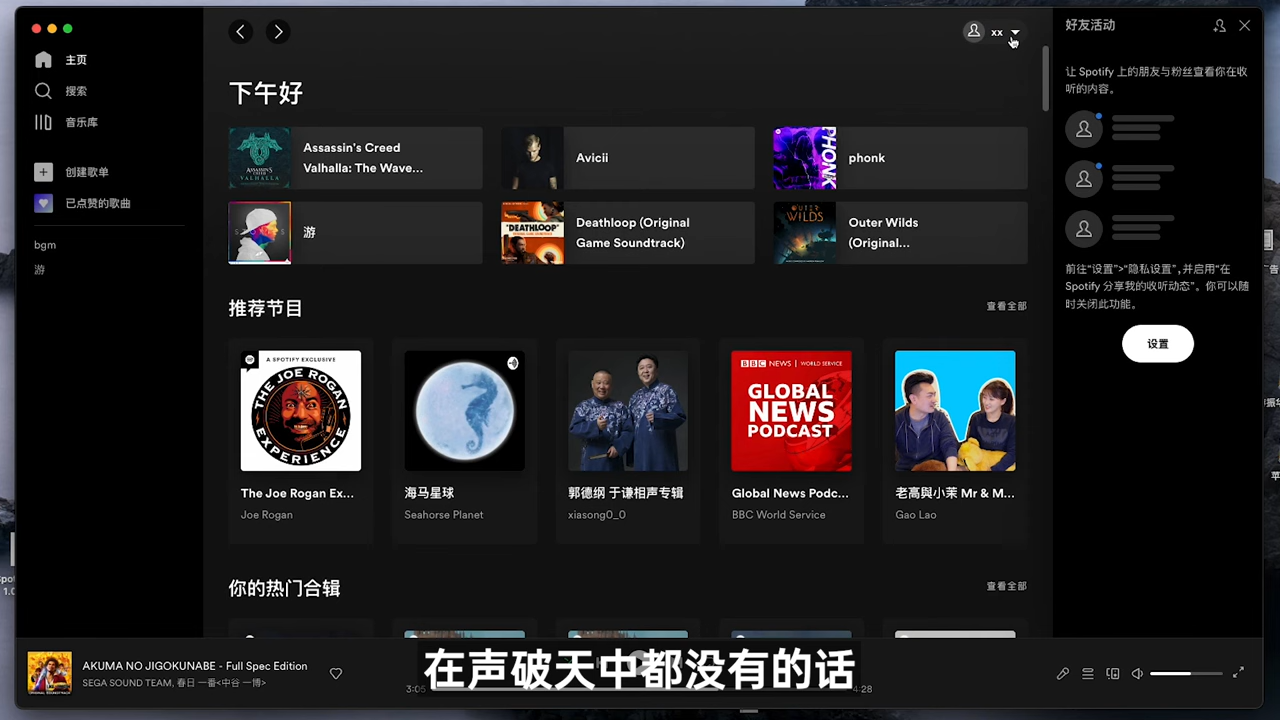 主页
搜索
音乐库
创建歌单
已点赞的歌曲
bgm
游
xx
下午好
ASSASSIN'S
VALHALLA
Assassin's Creed
Valhalla: The Wave...
Avicii
PHONK
phonk
游
"DEATHLOOP"
Deathloop (Original
Game Soundtrack)
OUTER
WILDS
Outer Wilds
(Original...
推荐节目
查看全部
A SPOTIFY EXCLUSIVE
THE JOE ROGAN
EXPERIENCE
The Joe Rogan Ex...
Joe Rogan
海马星球
Seahorse Planet
郭德纲 于谦相声专辑
xiasong0_0
BBC NEWS | WORLD SERVICE
GLOBAL
NEWS
PODCAST
Global News Podc...
BBC World Service
老高與小茉 Mr & M...
Gao Lao
你的热门合辑
查看全部
好友活动
让 Spotify 上的朋友与粉丝查看你在收
听的内容。
前往“设置”>“隐私设置”,并启用“在
Spotify 分享我的收听动态”。你可以随
时关闭此功能。
设置
AKUMA NO JIGOKUNABE - Full Spec Edition
SEGA SOUND TEAM, 春日 一番<中谷 一博>
3:05
4:28
在声破天中都没有的话